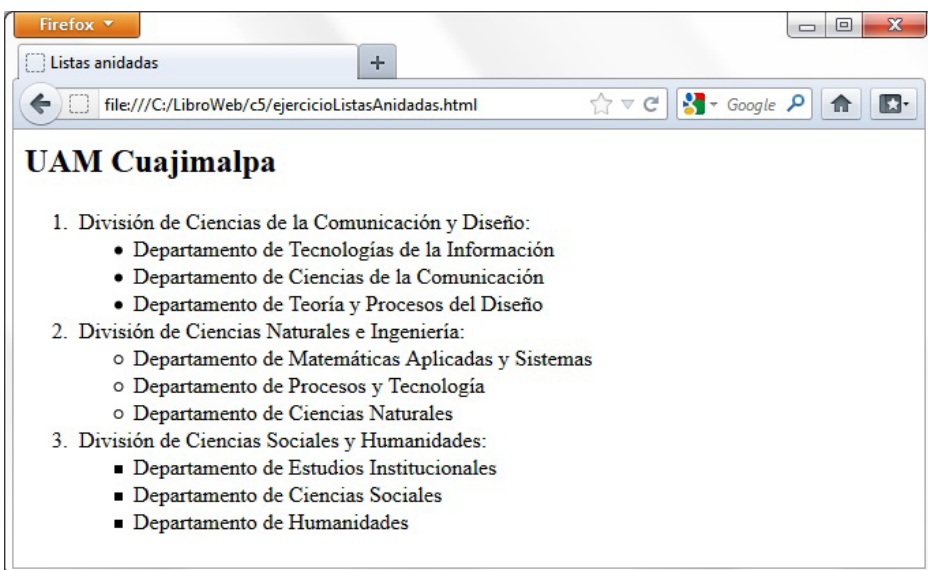 Firefox
Listas anidadas
file:///C:/LibroWeb/c5/ejercicioListasAnidadas.html
Google
UAM Cuajimalpa
1. División de Ciencias de la Comunicación y Diseño:
• Departamento de Tecnologías de la Información
• Departamento de Ciencias de la Comunicación
• Departamento de Teoría y Procesos del Diseño
2. División de Ciencias Naturales e Ingeniería:
○ Departamento de Matemáticas Aplicadas y Sistemas
○ Departamento de Procesos y Tecnología
○ Departamento de Ciencias Naturales
3. División de Ciencias Sociales y Humanidades:
▪ Departamento de Estudios Institucionales
▪ Departamento de Ciencias Sociales
▪ Departamento de Humanidades